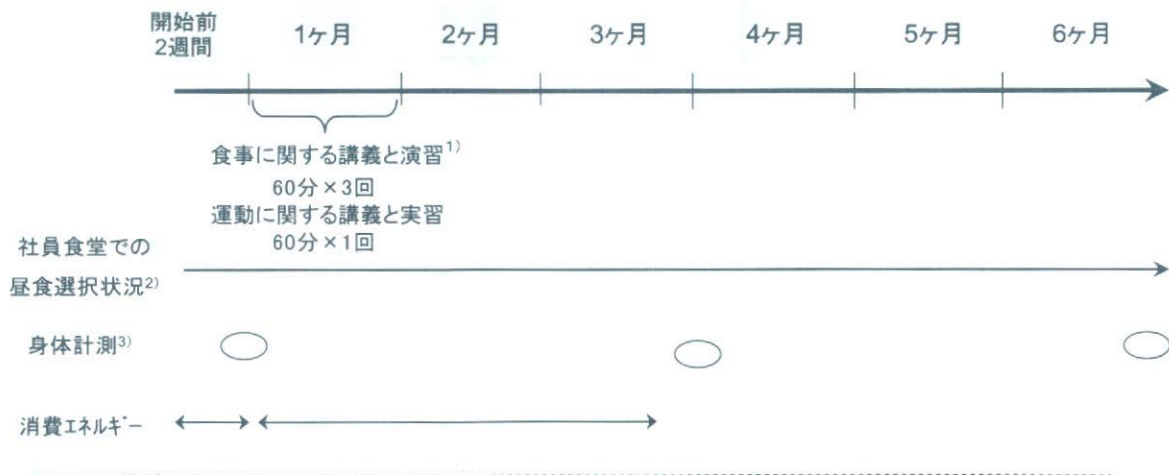 開始前
2週間
1ヶ月
2ヶ月
3ヶ月
4ヶ月
5ヶ月
6ヶ月
食事に関する講義と演習1)
60分×3回
運動に関する講義と実習
60分×1回
社員食堂での
昼食選択状況2)
身体計測3)
消費エネルギー